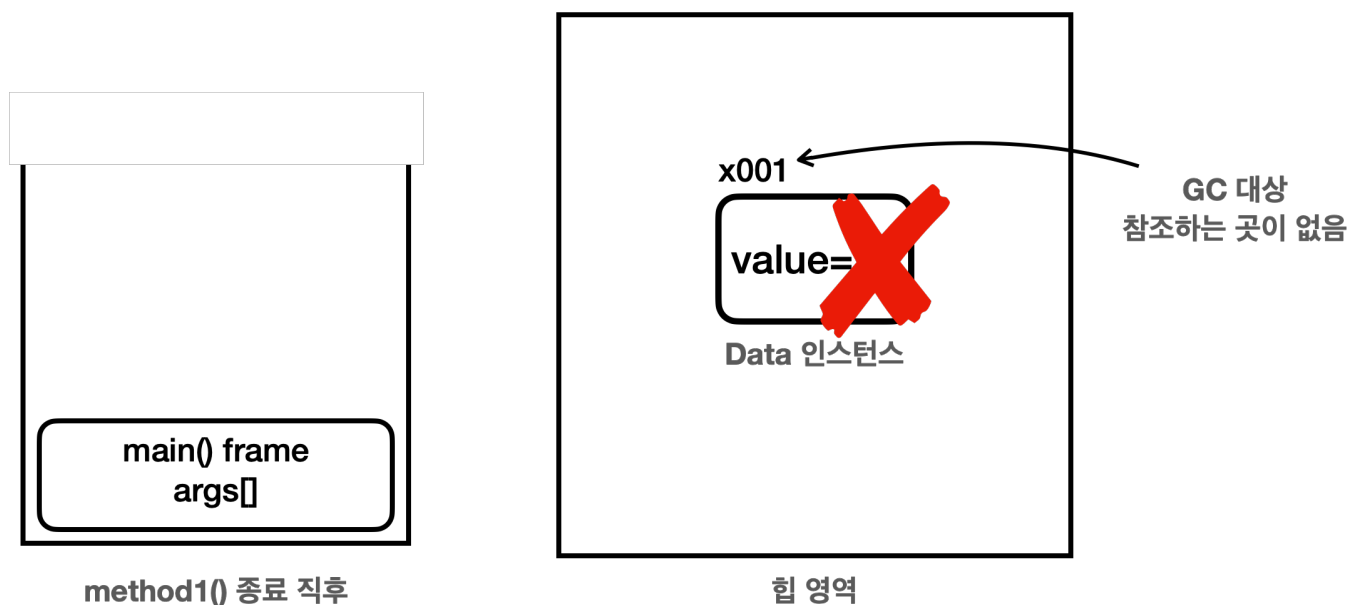 main() frame
args[]
method1() 종료 직후
x001
value=
Data 인스턴스
힙 영역
GC 대상
참조하는 곳이 없음